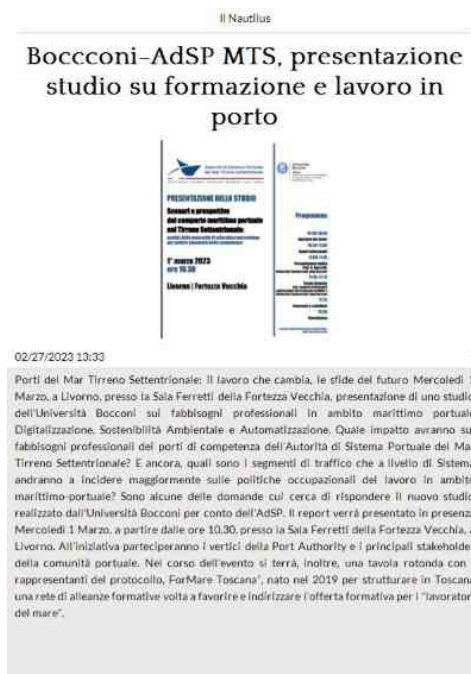 Il Nautilus
Boccconi-AdSP MTS, presentazione
studio su formazione e lavoro in
porto
PRESENTAZIONE DELLO STUDIO
Scenari e prospettive
del comparto marittimo portuale
nel Tirreno Settentrionale:
1° marzo 2023
ore 10.30
Livorno | Fortezza Vecchia
Programma
02/27/2023 13:33
Porti del Mar Tirreno Settentrionale: il lavoro che cambia, le sfide del futuro Mercoledì 1
Marzo, a Livorno, presso la Sala Ferretti della Fortezza Vecchia, presentazione di uno studio
dell'Università Bocconi sui fabbisogni professionali in ambito marittimo portuale
Digitalizzazione, Sostenibilità Ambientale e Automatizzazione. Quale impatto avranno su
fabbisogni professionali dei porti di competenza dell'Autorità di Sistema Portuale del Mar
Tirreno Settentrionale? E ancora, quali sono i segmenti di traffico che a livello di Sistema
andranno a incidere maggiormente sulle politiche occupazionali del lavoro in ambito
marittimo-portuale? Sono alcune delle domande cui cerca di rispondere il nuovo studio
realizzato dall'Università Bocconi per conto dell'AdSP. Il report verrà presentato in presenza
Mercoledì 1 Marzo, a partire dalle ore 10.30, presso la Sala Ferretti della Fortezza Vecchia, a
Livorno. All'iniziativa parteciperanno i vertici della Port Authority e i principali stakeholder
della comunità portuale. Nel corso dell'evento si terrà, inoltre, una tavola rotonda con i
rappresentanti del protocollo, ForMare Toscana", nato nel 2019 per strutturare in Toscana
una rete di alleanze formative volta a favorire e indirizzare l'offerta formativa per i "lavorator
del mare".